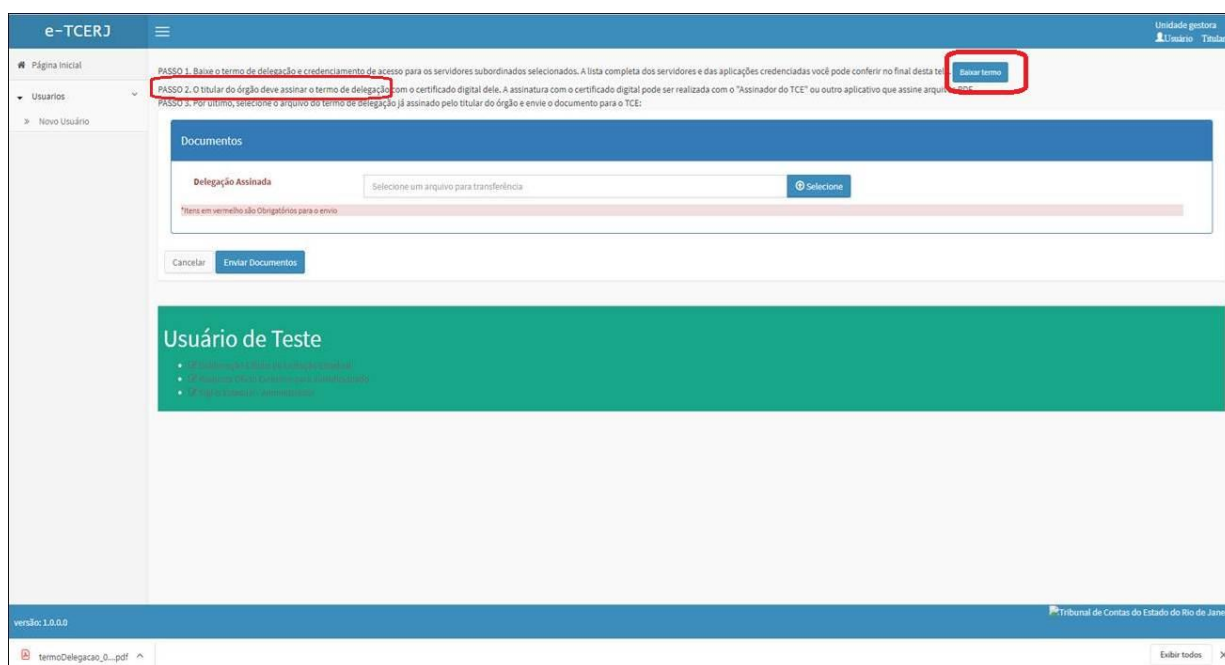 e-TCERJ
Unidade gestora
Usuário Titular
Página Inicial
Usuarios
Novo Usuário
PASSO 1. Baixe o termo de delegação e credenciamento de acesso para os servidores subordinados selecionados. A lista completa dos servidores e das aplicações credenciadas você pode conferir no final desta tel
Baixar termo
PASSO 2. O titular do órgão deve assinar o termo de delegação com o certificado digital dele. A assinatura com o certificado digital pode ser realizada com o "Assinador do TCE" ou outro aplicativo que assine arquivo PDF
PASSO 3. Por último, selecione o arquivo do termo de delegação já assinado pelo titular do órgão e envie o documento para o TCE:
Documentos
Delegação Assinada
Selecione um arquivo para transferência
Selecione
*Itens em vermelho são Obrigatórios para o envio
Cancelar
Enviar Documentos
Usuário de Teste
versão: 1.0.0.0
Tribunal de Contas do Estado do Rio de Jane
termoDelegacao_0....pdf
Exibir todos